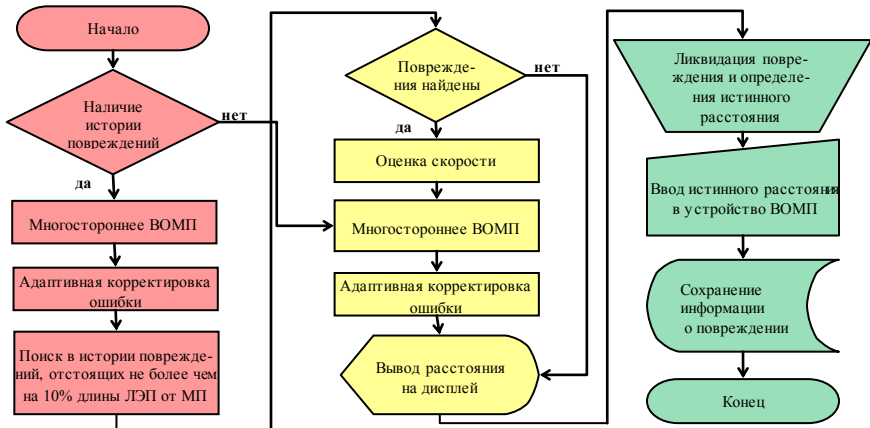 Начало
Наличие
истории
повреждений
нет
да
Многостороннее ВОМП
Адаптивная корректировка
ошибки
Поиск в истории поврежде-
ний, отстоящих не более чем
на 10% длины ЛЭП от МП
Поврежде-
ния найдены
нет
да
Оценка скорости
Многостороннее ВОМП
Адаптивная корректировка
ошибки
Вывод расстояния
на дисплей
Ликвидация повре-
ждения и определе-
ния истинного
расстояния
Ввод истинного расстояния
в устройство ВОМП
Сохранение
информации
о повреждении
Конец